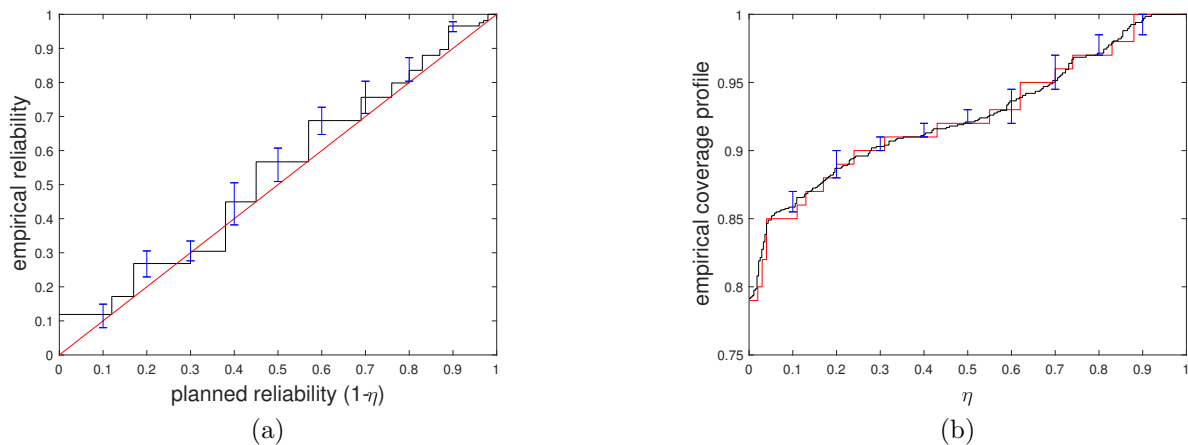 1
0.9
0.8
0.7
0.6
0.5
0.4
0.3
0.2
0.1
0
empirical reliability
0 0.1 0.2 0.3 0.4 0.5 0.6 0.7 0.8 0.9 1
planned reliability (1-η)
(a)
1
0.95
0.9
0.85
0.8
0.75
empirical coverage profile
0 0.1 0.2 0.3 0.4 0.5 0.6 0.7 0.8 0.9 1
η
(b)